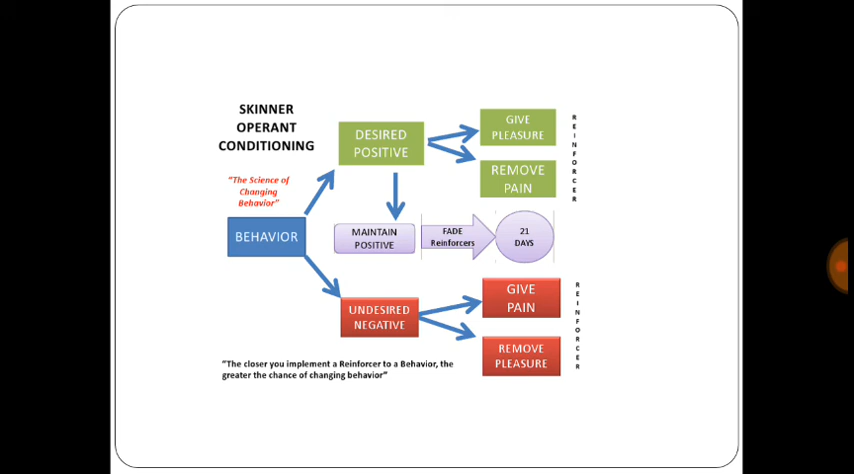 SKINNER
OPERANT
CONDITIONING
"The Science of
Changing
Behavior"
BEHAVIOR
DESIRED
POSITIVE
GIVE
PLEASURE
REMOVE
PAIN
REINFORCER
MAINTAIN
POSITIVE
FADE
Reinforcers
21
DAYS
UNDESIRED
NEGATIVE
GIVE
PAIN
REMOVE
PLEASURE
REINFORCER
"The closer you implement a Reinforcer to a Behavior, the
greater the chance of changing behavior"